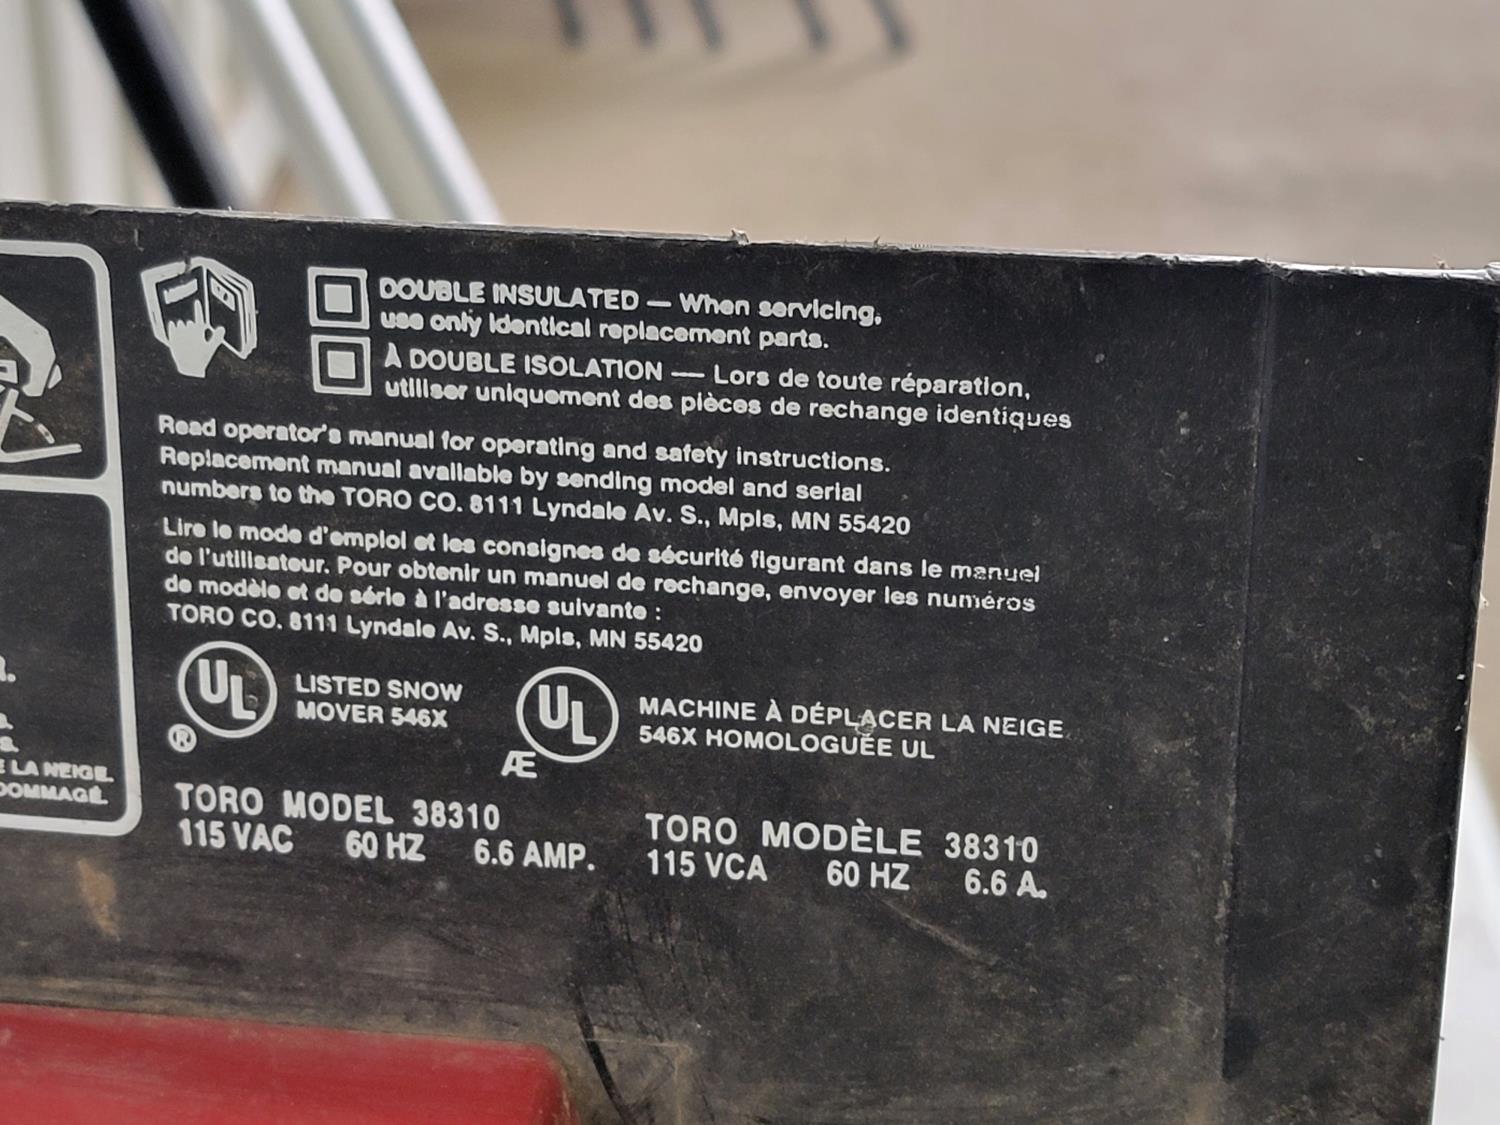 DOUBLE INSULATED — When servicing,
use only identical replacement parts.
À DOUBLE ISOLATION — Lors de toute réparation,
utiliser uniquement des pièces de rechange identiques
Read operator's manual for operating and safety instructions.
Replacement manual available by sending model and serial
numbers to the TORO CO. 8111 Lyndale Av. S., Mpls, MN 55420
Lire le mode d'emploi et les consignes de sécurité figurant dans le manuel
de l'utilisateur. Pour obtenir un manuel de rechange, envoyer les numéros
de modèle et de série à l'adresse suivante :
TORO CO. 8111 Lyndale Av. S., Mpls, MN 55420
UL
LISTED SNOW
MOVER 546X
®
UL
Æ
MACHINE À DÉPLACER LA NEIGE
546X HOMOLOGUÉE UL
LA NEIGE.
DOMMAGÉ.
TORO MODEL 38310
115 VAC 60 HZ 6.6 AMP.
TORO MODÈLE 38310
115 VCA 60 HZ 6.6 A.